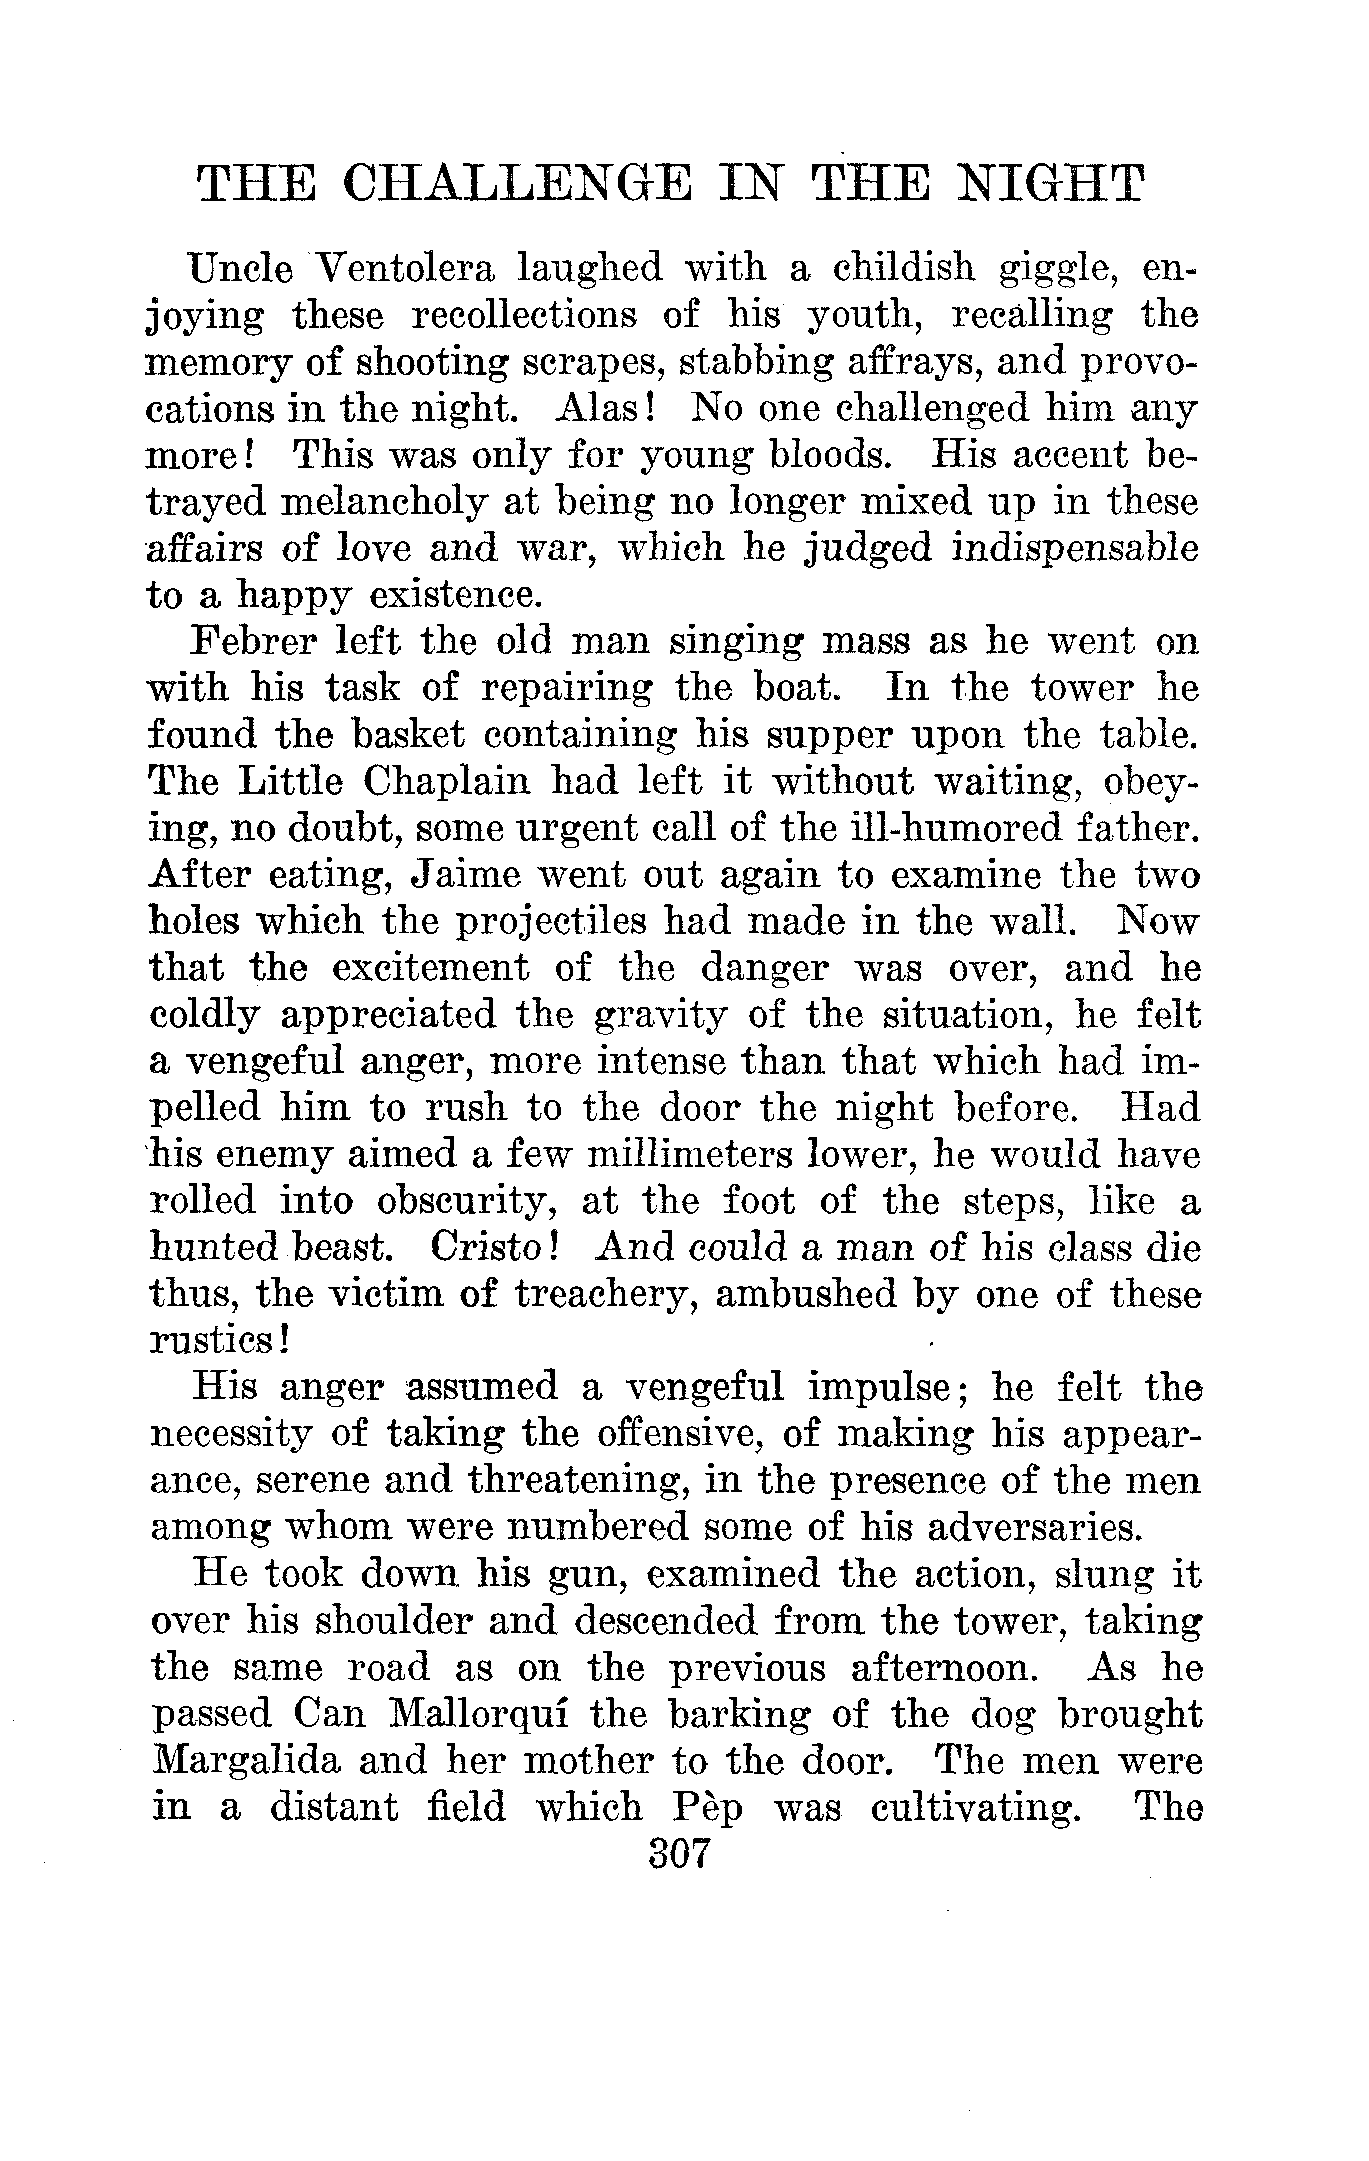 THE CHALLENGE IN THE NIGHT
Uncle Ventolera laughed with a childish giggle, en-
joying these recollections of his youth, recalling the
memory of shooting scrapes, stabbing affrays, and provo-
cations in the night. Alas! No one challenged him any
more! This was only for young bloods. His accent be-
trayed melancholy at being no longer mixed up in these
affairs of love and war, which he judged indispensable
to a happy existence.
Febrer left the old man singing mass as he went on
with his task of repairing the boat. In the tower he
found the basket containing his supper upon the table.
The Little Chaplain had left it without waiting, obey-
ing, no doubt, some urgent call of the ill-humored father.
After eating, Jaime went out again to examine the two
holes which the projectiles had made in the wall. Now
that the excitement of the danger was over, and he
coldly appreciated the gravity of the situation, he felt
a vengeful anger, more intense than that which had im-
pelled him to rush to the door the night before. Had
his enemy aimed a few millimeters lower, he would have
rolled into obscurity, at the foot of the steps, like a
hunted beast. Cristo! And could a man of his class die
thus, the victim of treachery, ambushed by one of these
rustics!
His anger assumed a vengeful impulse; he felt the
necessity of taking the offensive, of making his appear-
ance, serene and threatening, in the presence of the men
among whom were numbered some of his adversaries.
He took down his gun, examined the action, slung it
over his shoulder and descended from the tower, taking
the same road as on the previous afternoon. As he
passed Can Mallorquí the barking of the dog brought
Margalida and her mother to the door. The men were
in a distant field which Pèp was cultivating. The
307